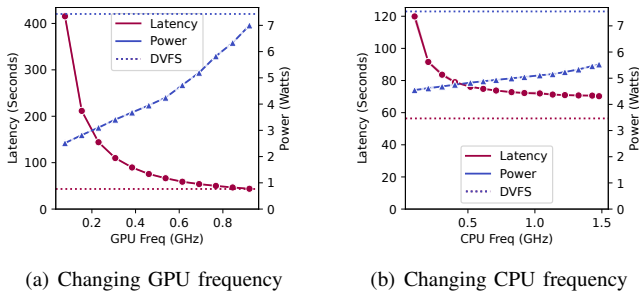 400
300
200
100
0
Latency (Seconds)
Latency
Power
DVFS
7
6
5
4
3
2
1
0
Power (Watts)
0.2 0.4 0.6 0.8
GPU Freq (GHz)
(a) Changing GPU frequency
120
100
80
60
40
20
0
Latency (Seconds)
Latency
Power
DVFS
7
6
5
4
3
2
1
0
Power (Watts)
0.5 1.0 1.5
CPU Freq (GHz)
(b) Changing CPU frequency